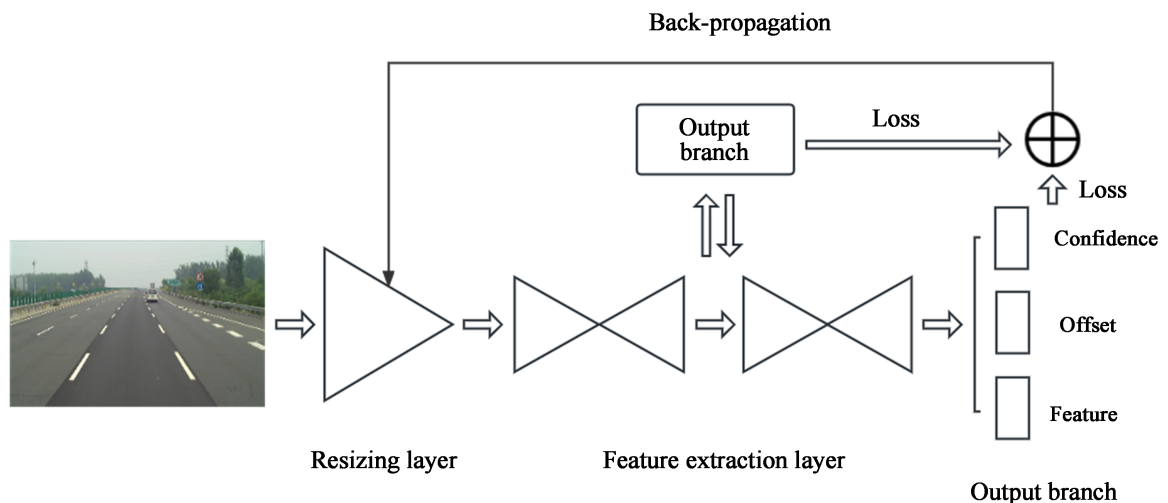 Back-propagation
Output
branch
Loss
Loss
Confidence
Offset
Feature
Resizing layer
Feature extraction layer
Output branch